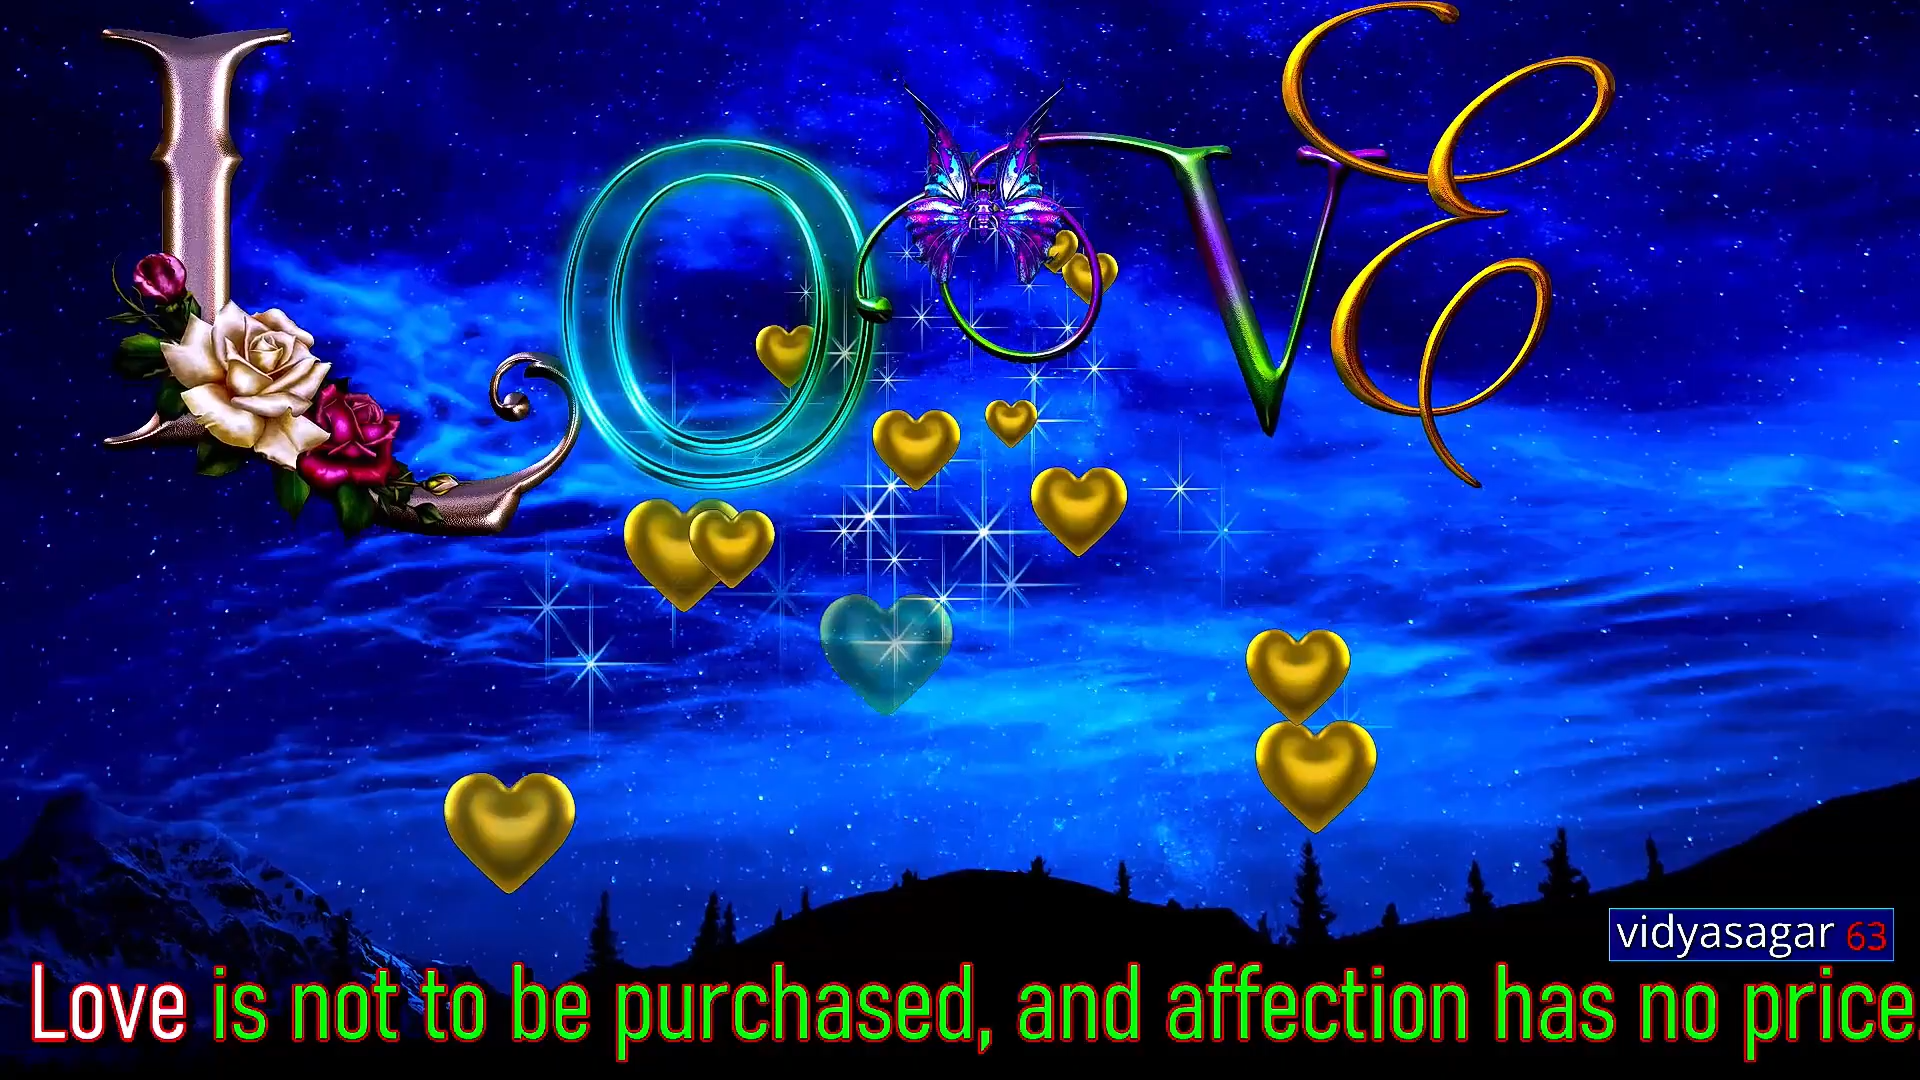 LOVE
vidyasagar 63
Love is not to be purchased, and affection has no price.